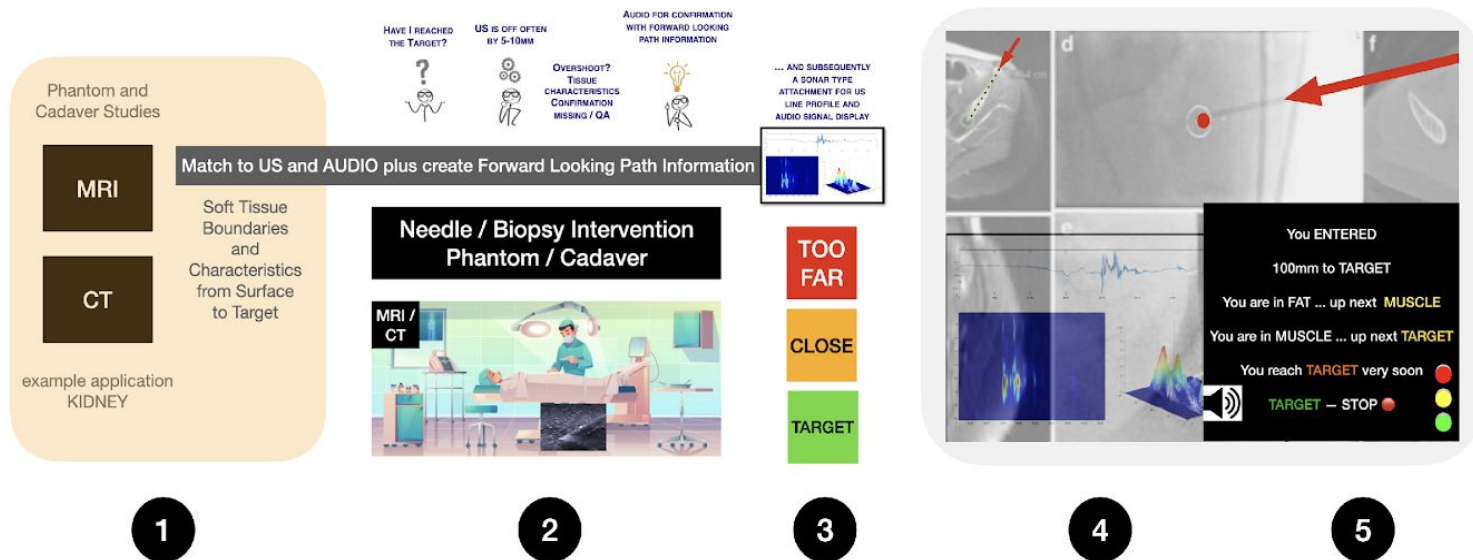 Phantom and
Cadaver Studies
MRI
CT
Soft Tissue
Boundaries
and
Characteristics
from Surface
to Target
example application
KIDNEY
HAVE I REACHED
THE TARGET?
?
US IS OFF OFTEN
BY 5-10MM
OVERSHOOT?
TISSUE
CHARACTERISTICS
CONFIRMATION
MISSING / QA
AUDIO FOR CONFIRMATION
WITH FORWARD LOOKING
PATH INFORMATION
... AND SUBSEQUENTLY
A SONAR TYPE
ATTACHMENT FOR US
LINE PROFILE AND
AUDIO SIGNAL DISPLAY
Match to US and AUDIO plus create Forward Looking Path Information
Needle / Biopsy Intervention
Phantom / Cadaver
MRI /
CT
TOO
FAR
CLOSE
TARGET
d
f
e
You ENTERED
100mm to TARGET
You are in FAT ... up next MUSCLE
You are in MUSCLE ... up next TARGET
You reach TARGET very soon
TARGET – STOP
1
2
3
4
5